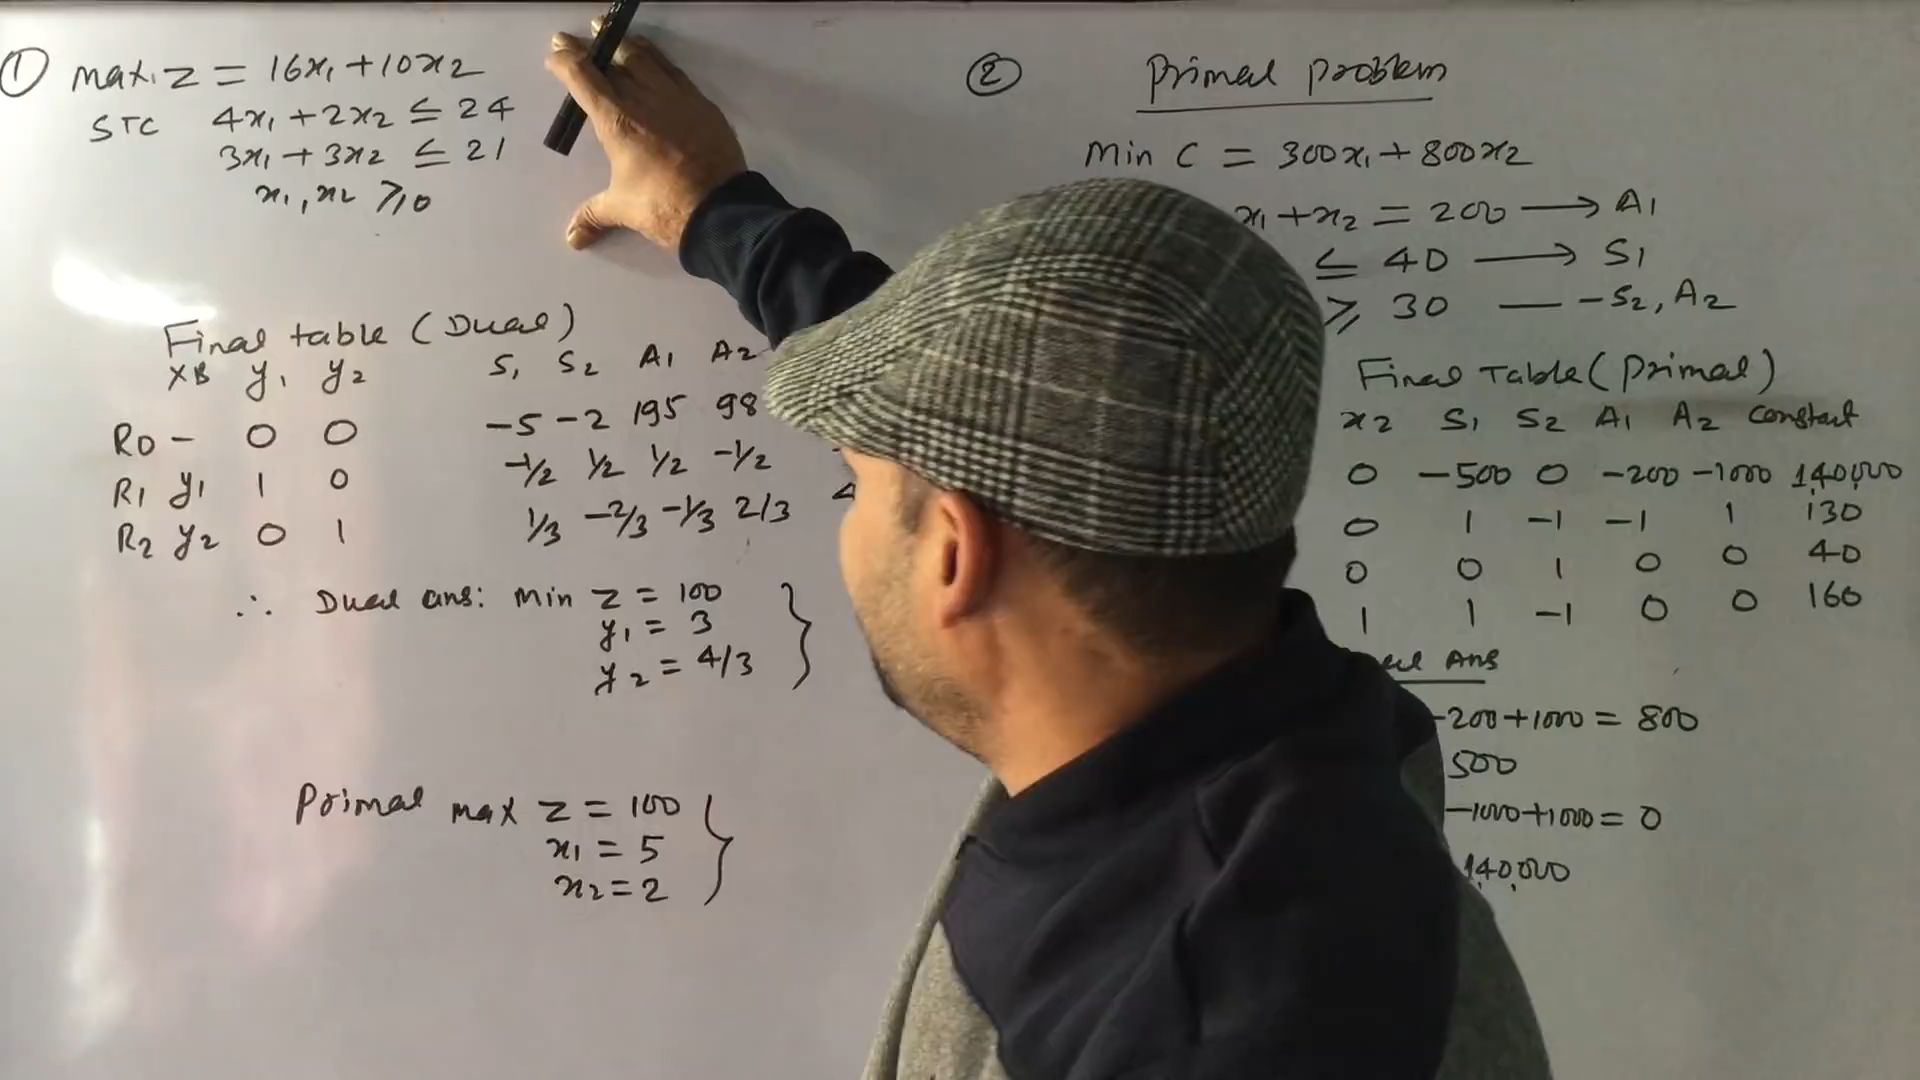 ① max. z = 16x₁ + 10x₂
STC 4x₁ + 2x₂ ≤ 24
3x₁ + 3x₂ ≤ 21
x₁, x₂ ≥ 0
Final table (Dual)
XB y₁ y₂ S₁ S₂ A₁ A₂
R0 – 0 0 -5 -2 195 98
R₁ y₁ 1 0 -1/2 1/2 1/2 -1/2
R₂ y₂ 0 1 1/3 -2/3 -1/3 2/3
∴ Dual ans: Min z = 100
y₁ = 3
y₂ = 4/3
Primal max z = 100
x₁ = 5
x₂ = 2
② Primal problem
Min C = 300x₁ + 800x₂
x₁ + x₂ = 200 → A₁
≤ 40 → S₁
≥ 30 — -S₂, A₂
Final Table (Primal)
x₂ S₁ S₂ A₁ A₂ constant
0 -500 0 -200 -1000 1,40,000
0 1 -1 -1 1 130
0 0 1 0 0 40
1 1 -1 0 0 160
Ans
-200 + 1000 = 800
500
-1000 + 1000 = 0
1,40,000